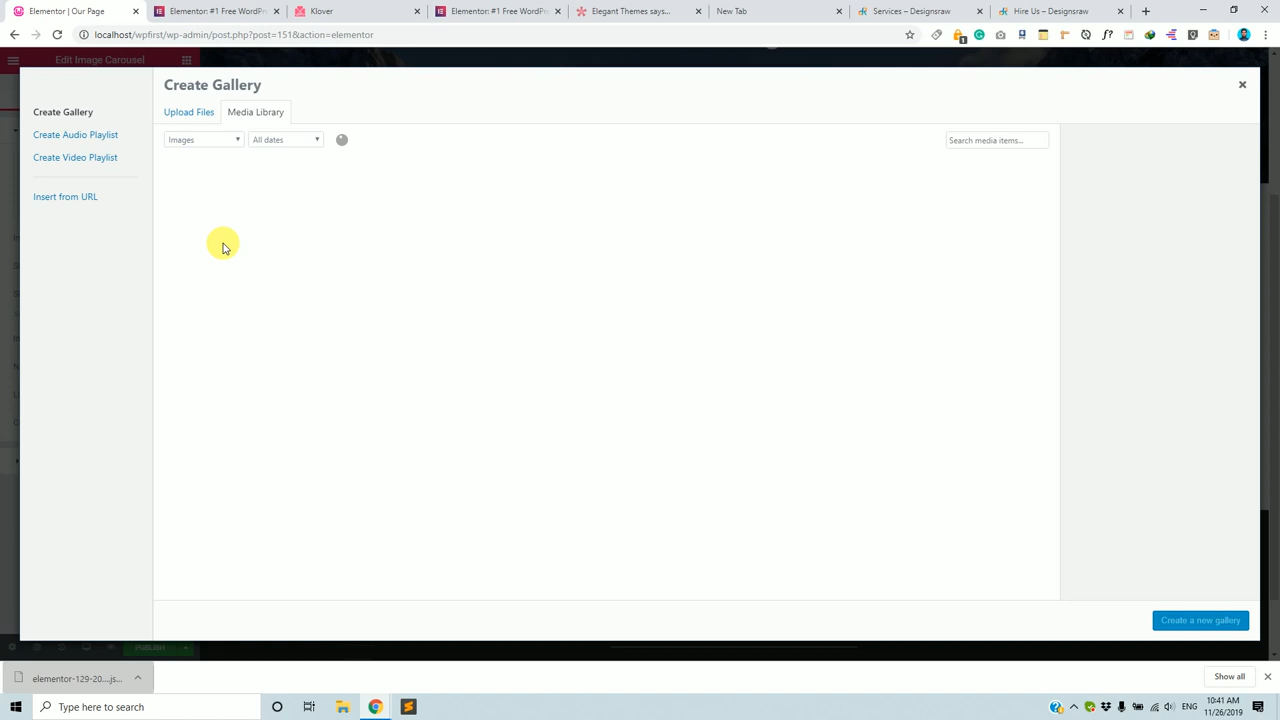 Elementor | Our Page
Elementor: #1 Free WordPre
Klover
Elementor: #1 Free WordPre
Elegant Themes says...
New Tab
Services – Designsraw
Hire Us – Designsraw
localhost/wpfirst/wp-admin/post.php?post=151&action=elementor
Edit Image Carousel
Create Gallery
Create Gallery
Upload Files
Media Library
Create Audio Playlist
Images
All dates
Search media items...
Create Video Playlist
Insert from URL
Create a new gallery
PUBLISH
elementor-129-20....js...
Show all
Type here to search
ENG
10:41 AM
11/26/2019